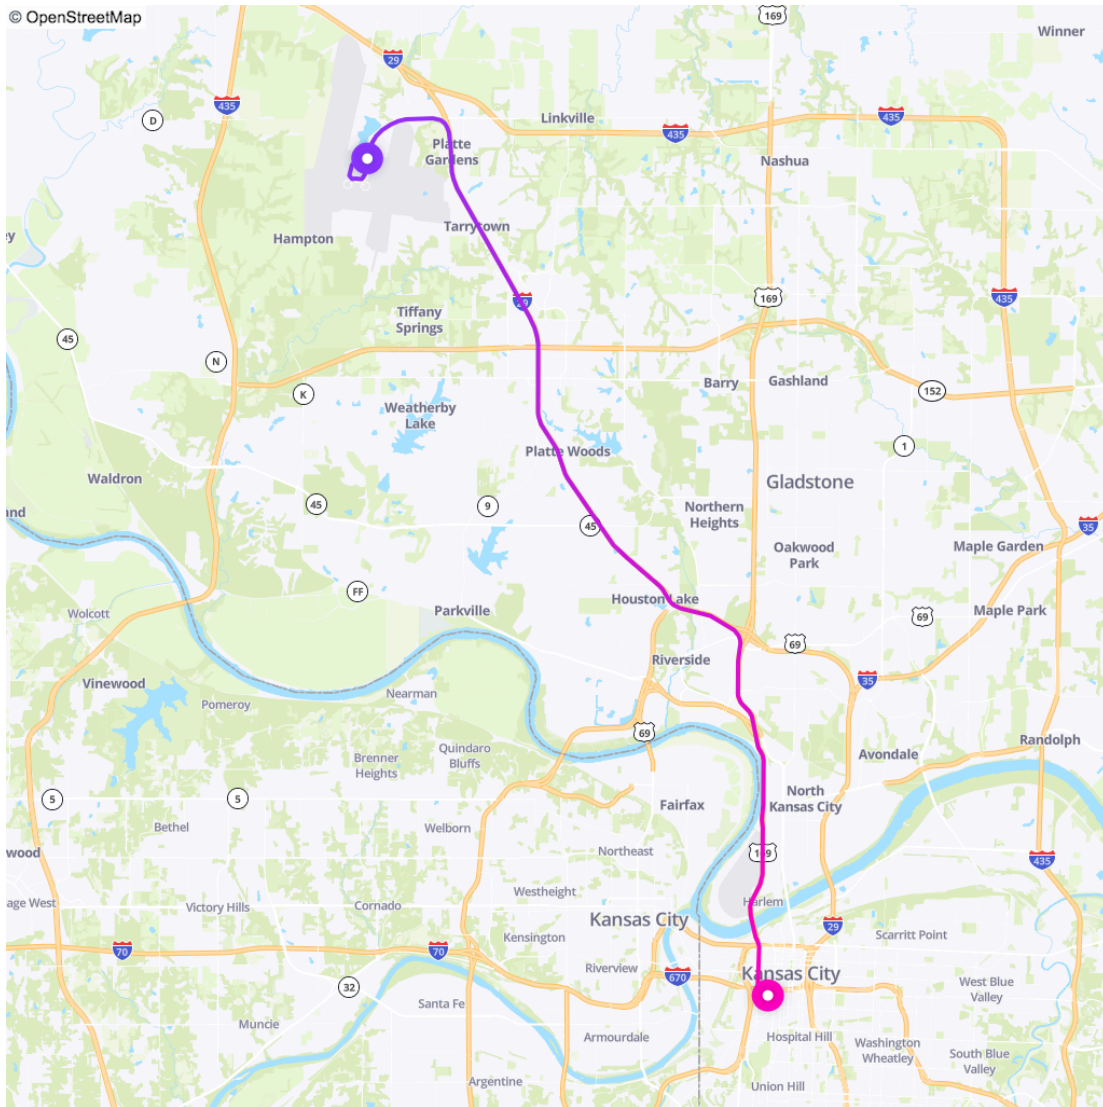 © OpenStreetMap
169
Winner
29
435
D
Linkville
435
435
Platte
Gardens
Nashua
Tarrytown
Hampton
435
169
Tiffany
Springs
45
N
K
Barry
Gashland
152
Weatherby
Lake
1
Platte Woods
Waldron
Gladstone
45
9
Northern
Heights
45
35
Oakwood
Park
Maple Garden
FF
Houston Lake
Parkville
Wolcott
69
Maple Park
69
Riverside
Vinewood
35
Nearman
Pomeroy
69
Randolph
Quindaro
Bluffs
Brenner
Heights
Avondale
5
5
North
Kansas City
Fairfax
Bethel
Welborn
wood
Northeast
169
435
Westheight
age West
Victory Hills
Cordano
Harlem
Kansas City
29
Kensington
Scarritt Point
70
70
Riverview
670
Kansas City
32
West Blue
Valley
Santa Fe
Muncie
Armourdale
Hospital Hill
Washington
Wheatley
South Blue
Valley
Argentine
Union Hill